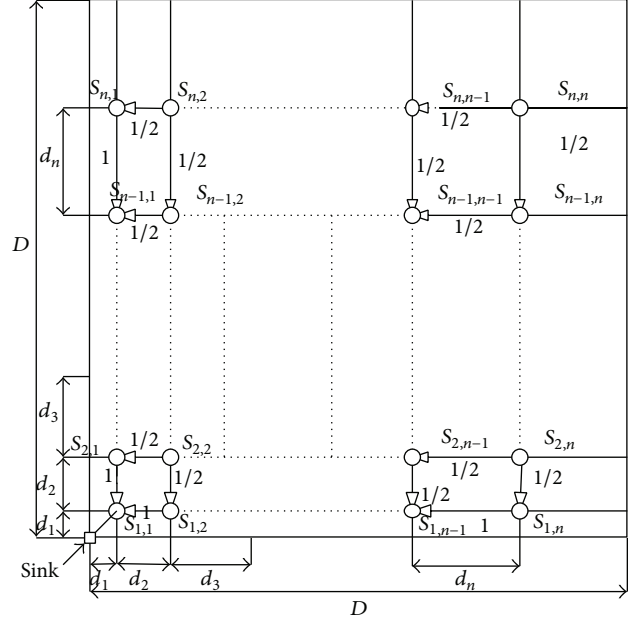 S_{n,1} S_{n,2} S_{n,n−1} S_{n,n}
1/2 1/2
d_n 1 1/2 1/2 1/2
S_{n−1,1} S_{n−1,2} S_{n−1,n−1} S_{n−1,n}
1/2 1/2
D
d_3
S_{2,1} 1/2 S_{2,2} S_{2,n−1} S_{2,n}
1/2
d_2 1 1/2 1/2 1/2
d_1 1
S_{1,1} S_{1,2} S_{1,n−1} 1 S_{1,n}
Sink
d_1 d_2 d_3 d_n
D